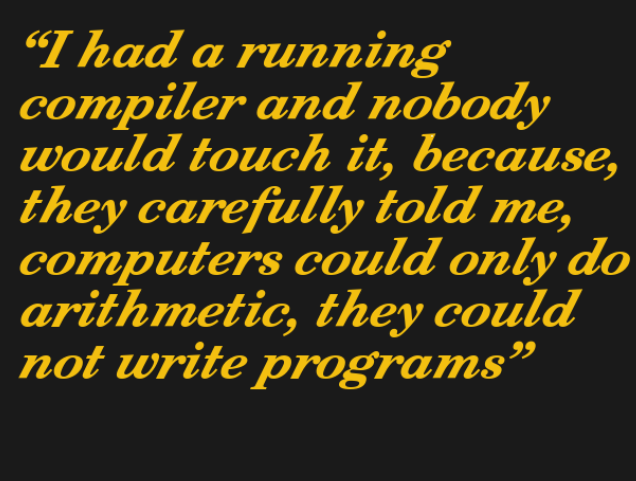 “I had a running
compiler and nobody
would touch it, because,
they carefully told me,
computers could only do
arithmetic, they could
not write programs”